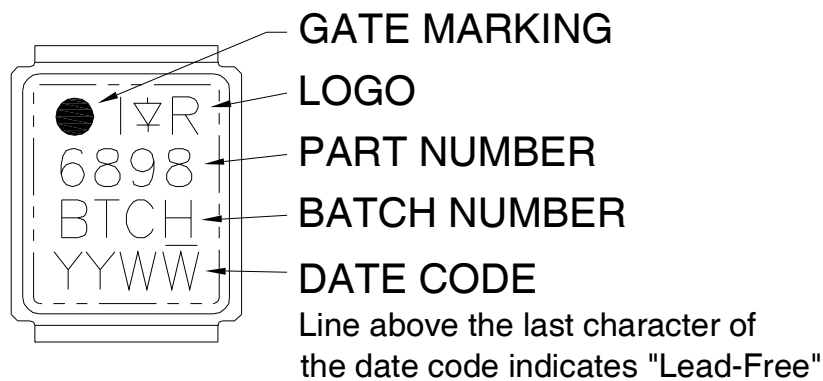 GATE MARKING
I R
LOGO
6898
PART NUMBER
BTCH
BATCH NUMBER
YYWW̅
DATE CODE
Line above the last character of
the date code indicates "Lead-Free"